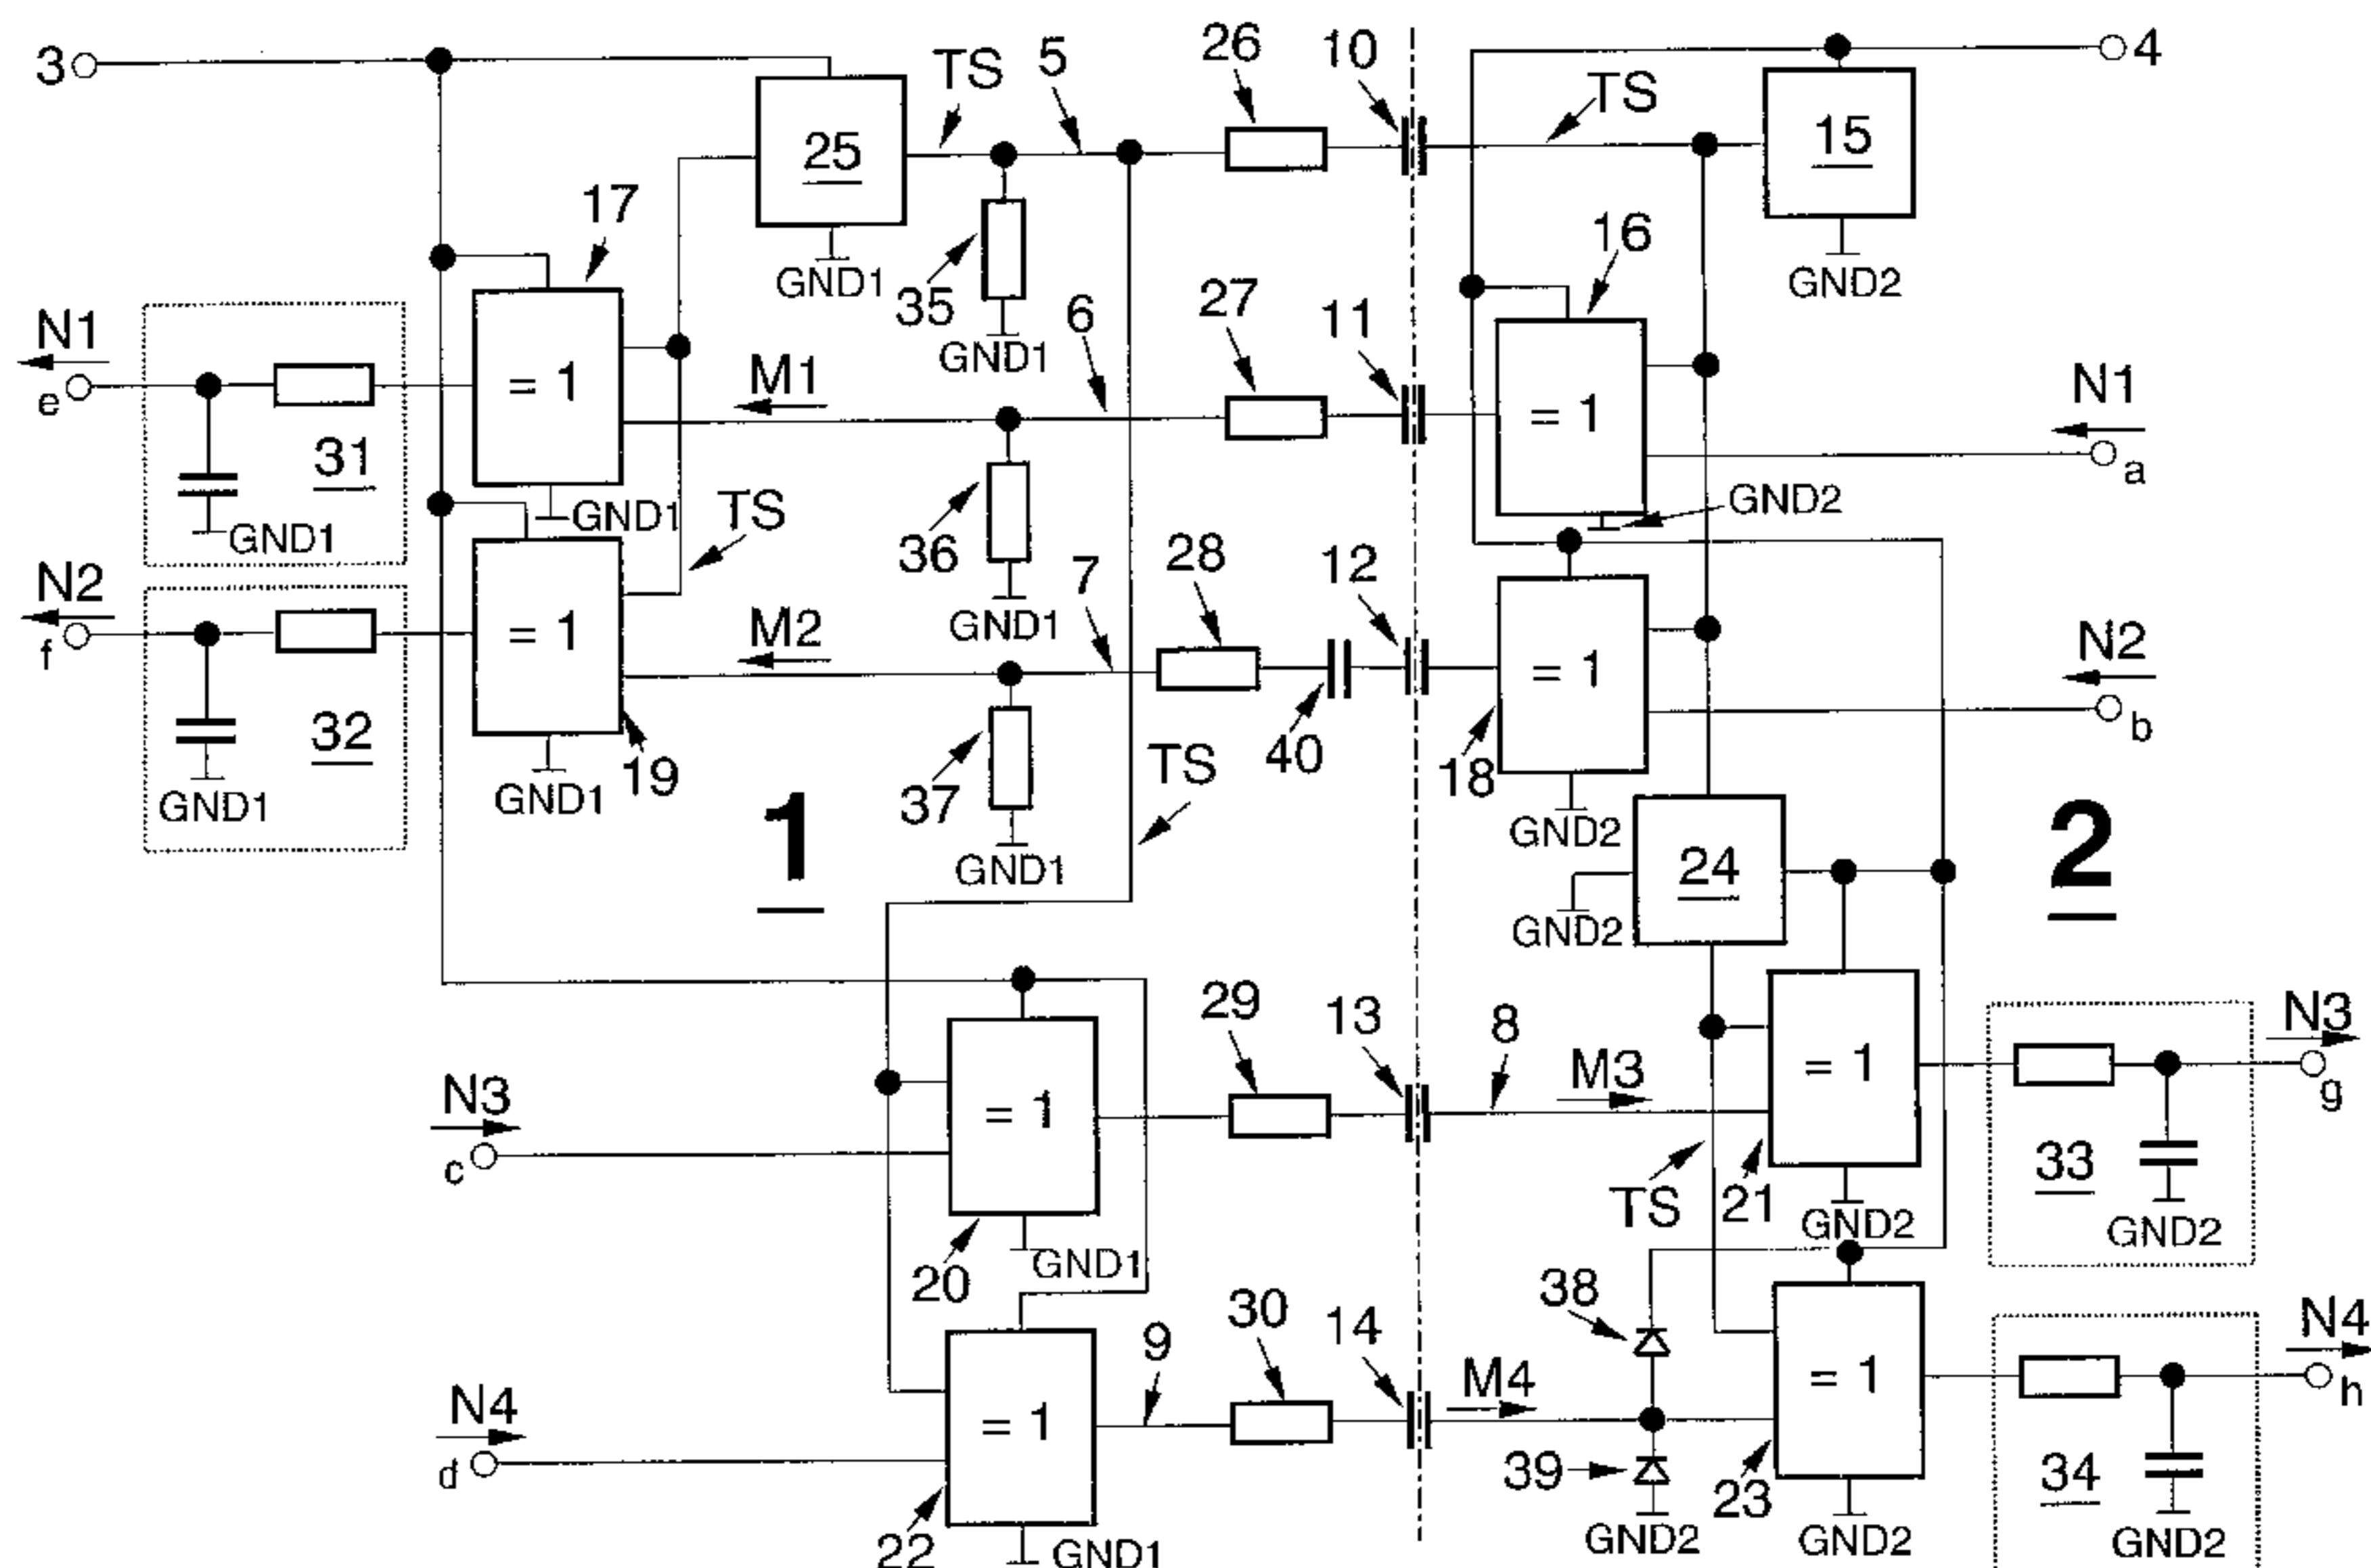 3
TS
5
26
10
TS
4
25
15
17
GND1
35
16
GND2
N1
6
27
11
e
= 1
M1
GND1
= 1
N1
a
31
GND1
GND1
TS
36
GND2
N2
f
= 1
M2
GND1
7
28
12
= 1
N2
b
32
GND1
GND1
19
37
40
TS
18
GND2
1
GND1
24
2
GND2
29
13
8
N3
N3
c
= 1
M3
= 1
g
TS
21
33
20
GND1
GND2
GND2
38
N4
d
= 1
9
30
14
M4
= 1
N4
h
39
23
34
22
GND1
GND2
GND2
GND2